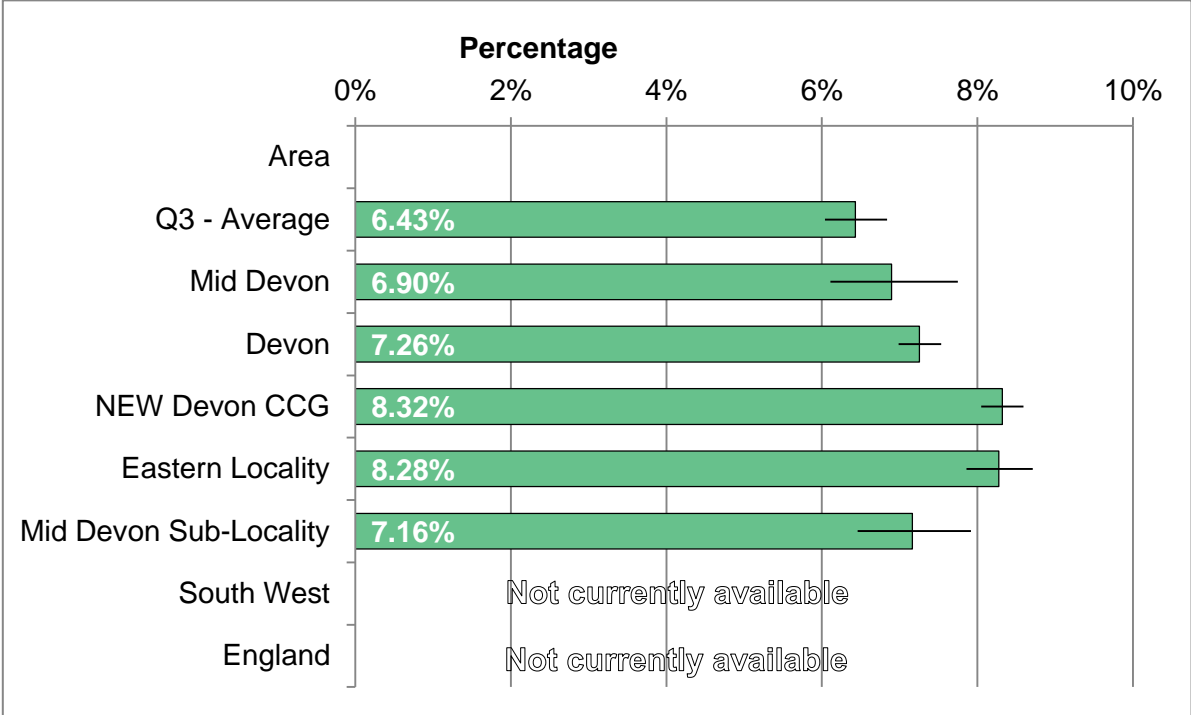 Percentage
0% 2% 4% 6% 8% 10%
Area
Q3 - Average 6.43%
Mid Devon 6.90%
Devon 7.26%
NEW Devon CCG 8.32%
Eastern Locality 8.28%
Mid Devon Sub-Locality 7.16%
South West Not currently available
England Not currently available